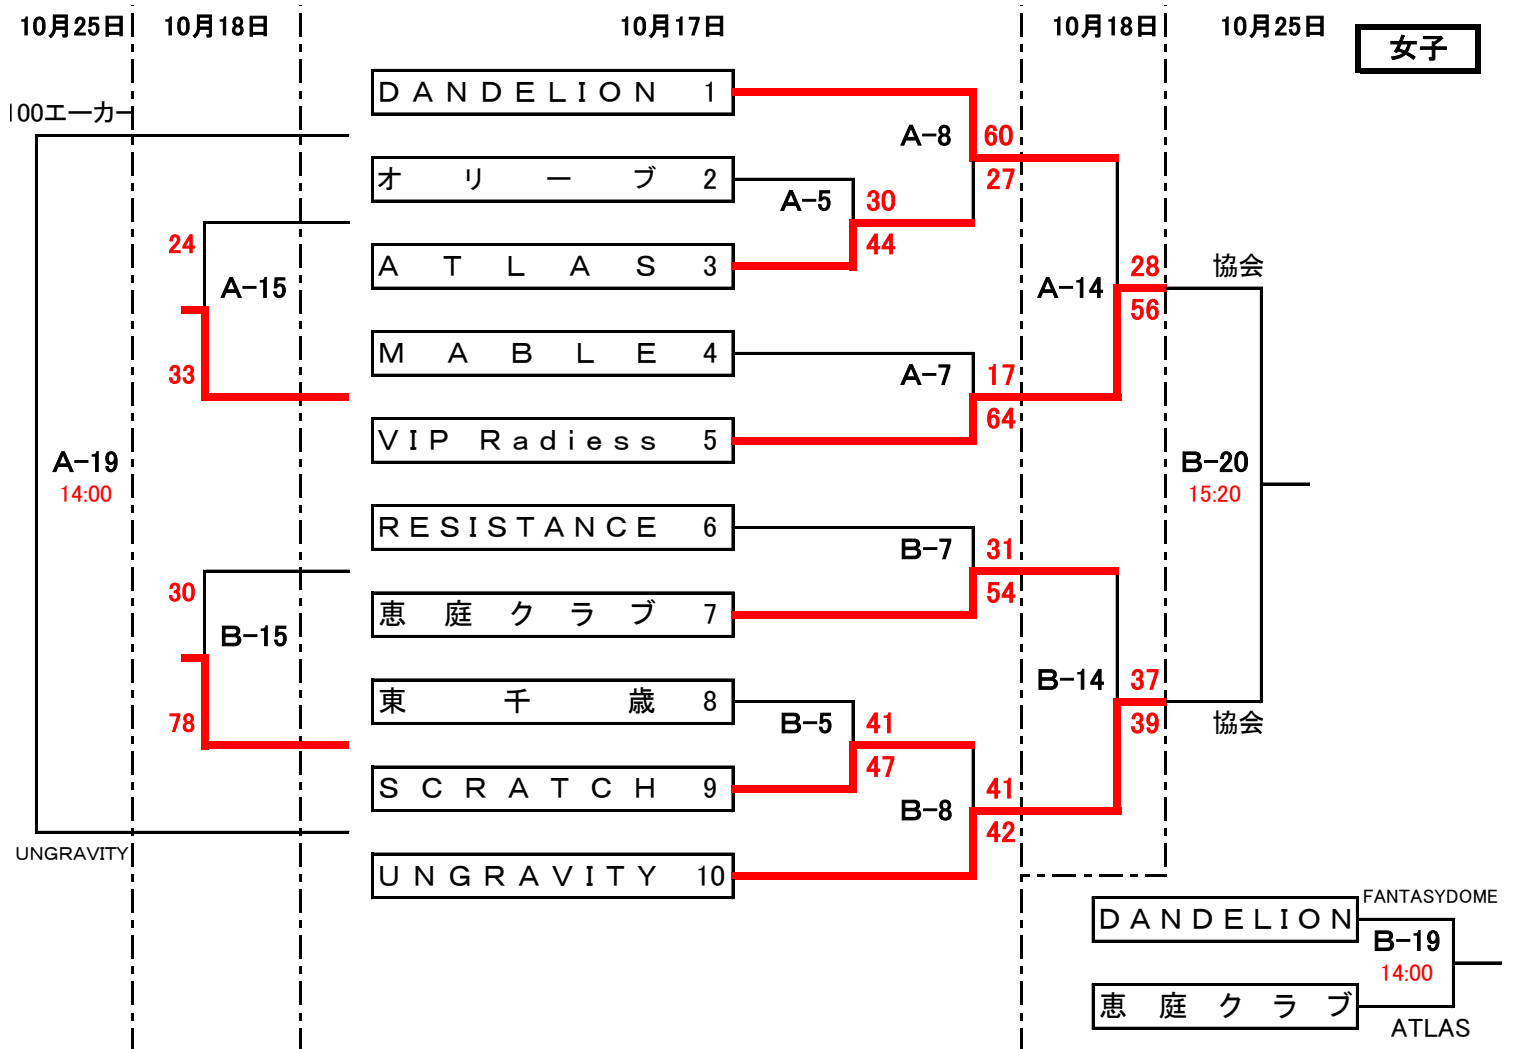 10月25日 10月18日 10月17日 10月18日 10月25日
女子
DANDELION 1
100エーカー
A-8 60
27
オリーブ 2
A-5 30
44
ATLAS 3
24
A-15
33
A-14 28
56
協会
MABLE 4
A-7 17
64
VIP Radiess 5
A-19
14:00
B-20
15:20
RESISTANCE 6
B-7 31
54
恵庭クラブ 7
30
B-15
78
B-14 37
39
協会
東千歳 8
B-5 41
47
SCRATCH 9
B-8 41
42
UNGRAVITY
UNGRAVITY 10
FANTASYDOME
DANDELION
B-19
14:00
恵庭クラブ
ATLAS